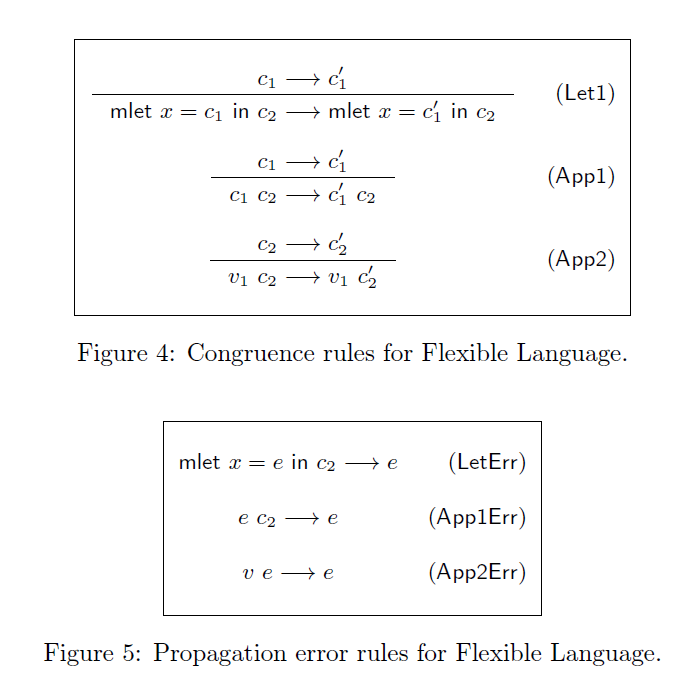 c₁ ⟶ c′₁
mlet x = c₁ in c₂ ⟶ mlet x = c′₁ in c₂ (Let1)
c₁ ⟶ c′₁
c₁ c₂ ⟶ c′₁ c₂ (App1)
c₂ ⟶ c′₂
v₁ c₂ ⟶ v₁ c′₂ (App2)
Figure 4: Congruence rules for Flexible Language.
mlet x = e in c₂ ⟶ e (LetErr)
e c₂ ⟶ e (App1Err)
v e ⟶ e (App2Err)
Figure 5: Propagation error rules for Flexible Language.